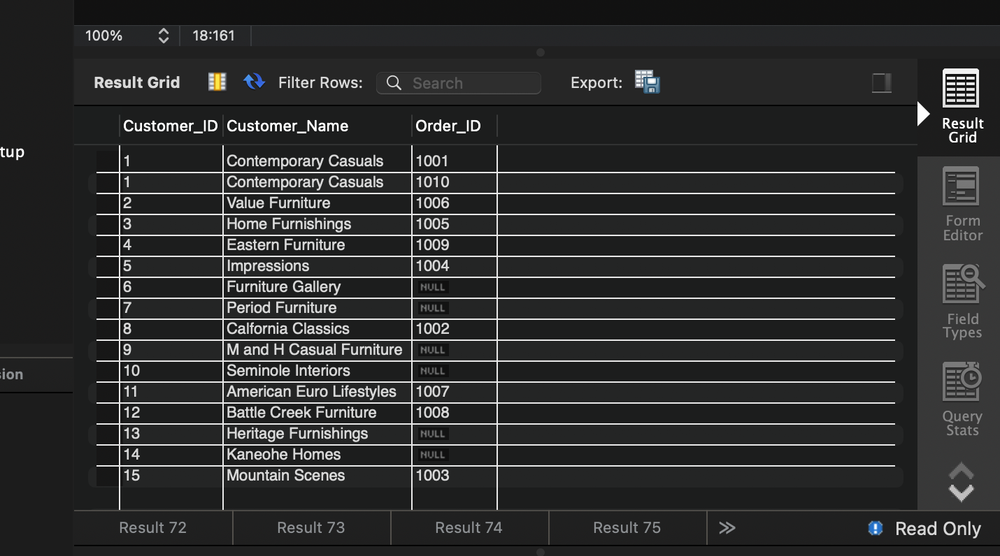 100% 18:161
Result Grid Filter Rows: Search Export:
Customer_ID Customer_Name Order_ID
1 Contemporary Casuals 1001
1 Contemporary Casuals 1010
2 Value Furniture 1006
3 Home Furnishings 1005
4 Eastern Furniture 1009
5 Impressions 1004
6 Furniture Gallery NULL
7 Period Furniture NULL
8 Calfornia Classics 1002
9 M and H Casual Furniture NULL
10 Seminole Interiors NULL
11 American Euro Lifestyles 1007
12 Battle Creek Furniture 1008
13 Heritage Furnishings NULL
14 Kaneohe Homes NULL
15 Mountain Scenes 1003
Result 72 Result 73 Result 74 Result 75 Read Only
tup
sion
Result
Grid
Form
Editor
Field
Types
Query
Stats